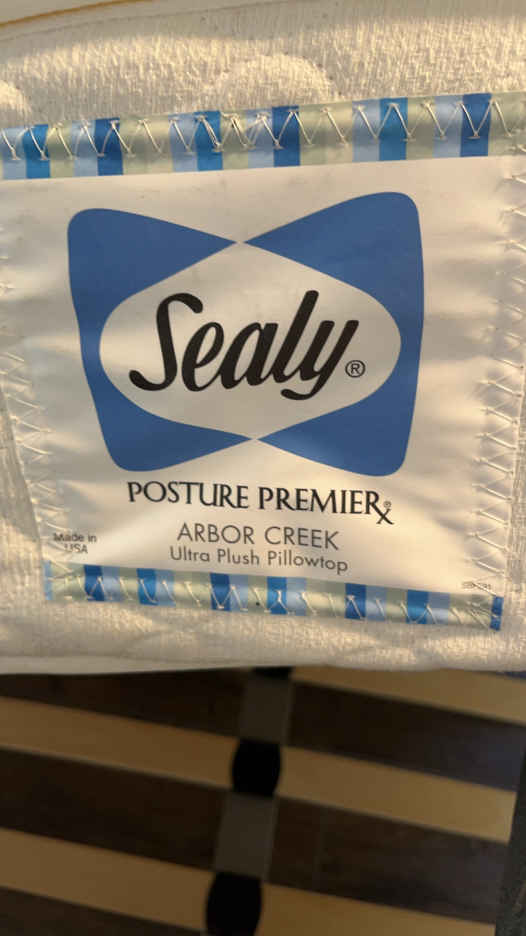 Sealy®
POSTURE PREMIERRx®
ARBOR CREEK
Ultra Plush Pillowtop
Made in
USA